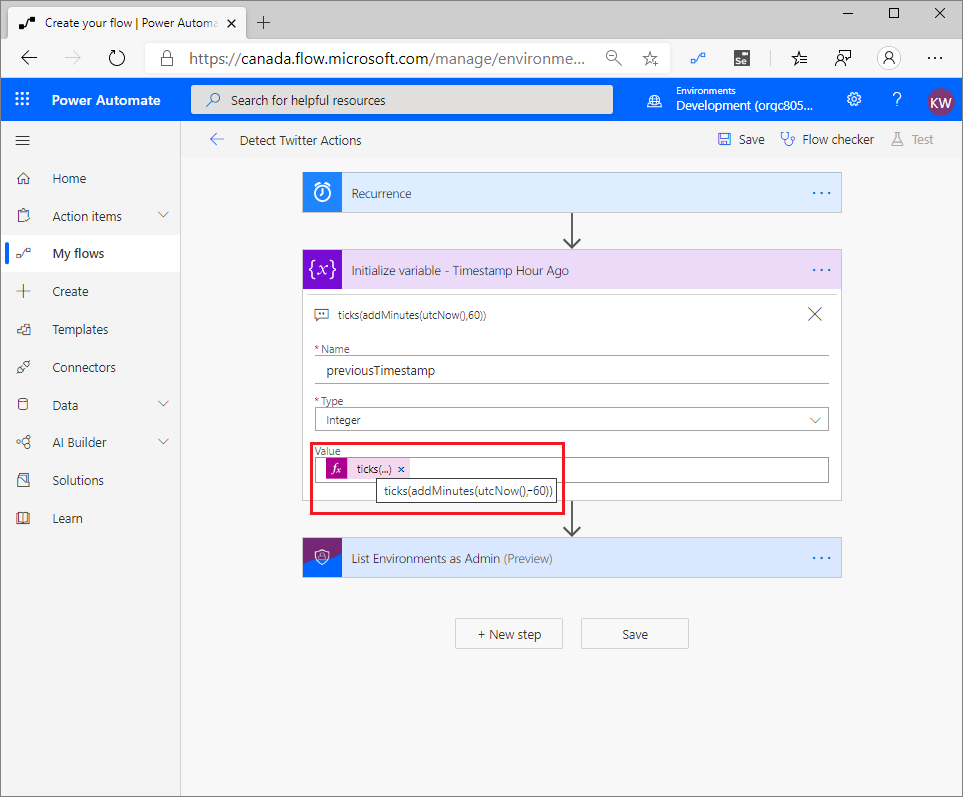 Create your flow | Power Automa
https://canada.flow.microsoft.com/manage/environme...
Se
Power Automate
Search for helpful resources
Environments
Development (orgc805...
?
KW
Detect Twitter Actions
Save
Flow checker
Test
Home
Action items
My flows
Create
Templates
Connectors
Data
AI Builder
Solutions
Learn
Recurrence
{x}
Initialize variable - Timestamp Hour Ago
ticks(addMinutes(utcNow(),60))
* Name
previousTimestamp
* Type
Integer
Value
fx ticks(...) ×
ticks(addMinutes(utcNow(),-60))
List Environments as Admin (Preview)
+ New step
Save